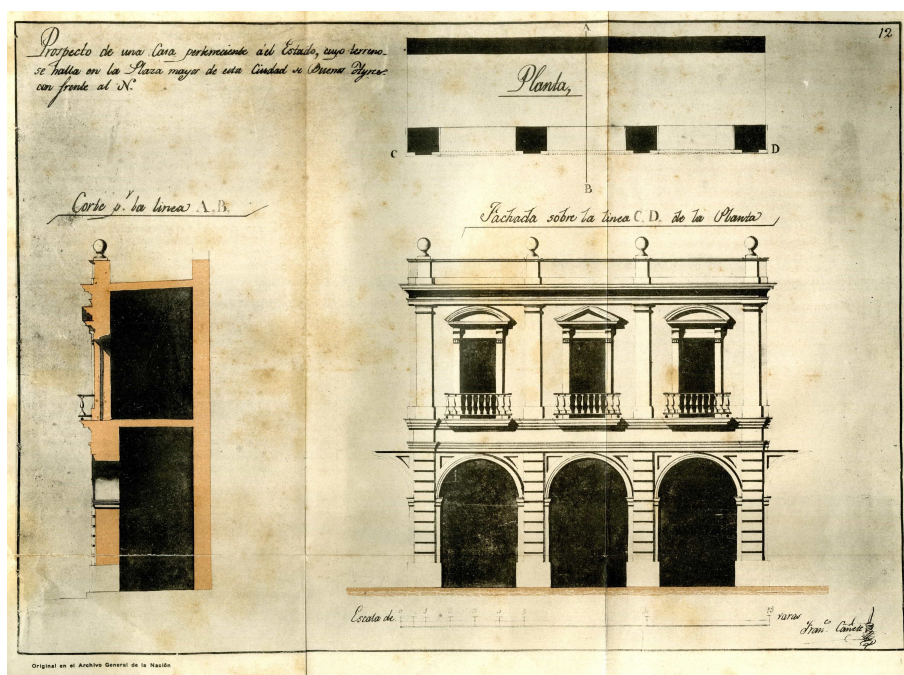 Prospecto de una Casa perteneciente a'el Estado, cuyo terreno
se halla en la Plaza mayor de esta Ciudad de Buenos Ayres
con frente al N.
12
A
Planta,
C
D
B
Corte p.r la linea A.B.
Fachada sobre la linea C.D. de la Planta
Escala de
varas
Fran.co Cañete
Original en el Archivo General de la Nación